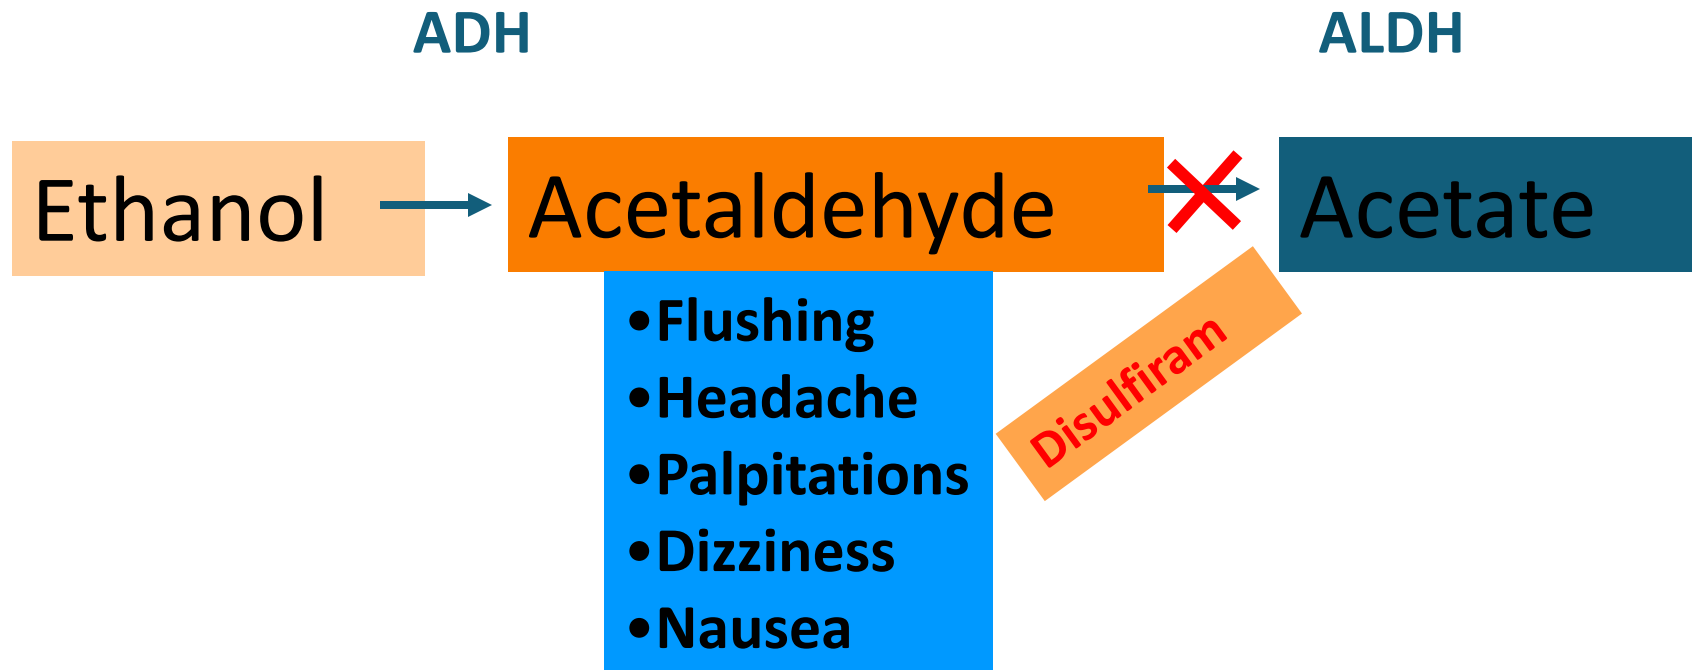 ADH
ALDH
Ethanol
Acetaldehyde
Acetate
•Flushing
•Headache
•Palpitations
•Dizziness
•Nausea
Disulfiram